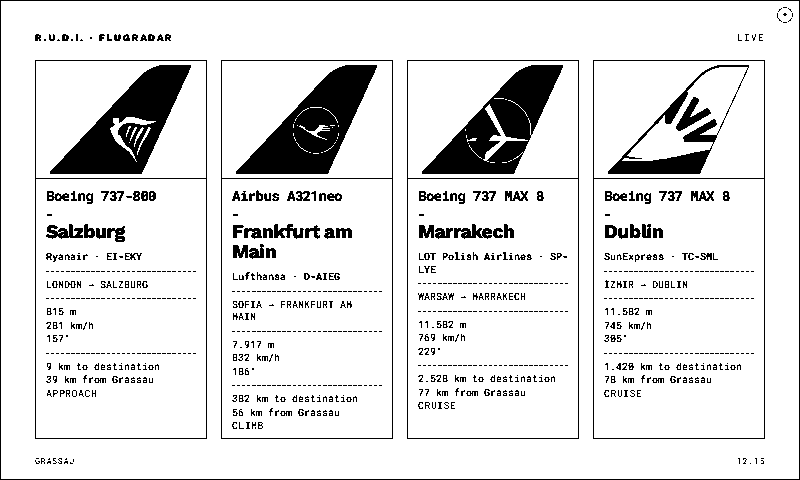 R.U.D.I. · FLUGRADAR
LIVE
Boeing 737-800
-
Salzburg
Ryanair · EI-EKY
LONDON → SALZBURG
815 m
281 km/h
157°
9 km to destination
39 km from Grassau
APPROACH
Airbus A321neo
-
Frankfurt am
Main
Lufthansa · D-AIEG
SOFIA → FRANKFURT AM
MAIN
7.917 m
832 km/h
186°
382 km to destination
56 km from Grassau
CLIMB
Boeing 737 MAX 8
-
Marrakech
LOT Polish Airlines · SP-
LYE
WARSAW → MARRAKECH
11.582 m
769 km/h
229°
2.528 km to destination
77 km from Grassau
CRUISE
Boeing 737 MAX 8
-
Dublin
SunExpress · TC-SML
IZMIR → DUBLIN
11.582 m
745 km/h
305°
1.420 km to destination
78 km from Grassau
CRUISE
GRASSAU
12.15